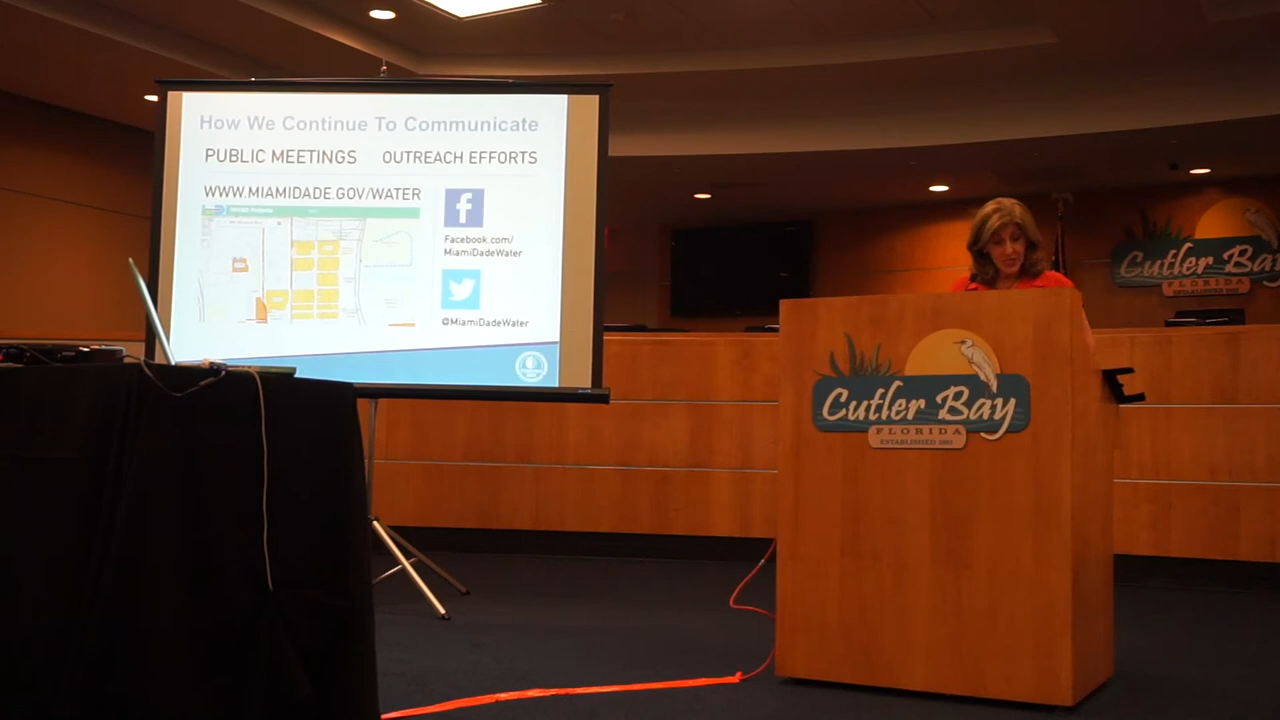 How We Continue To Communicate
PUBLIC MEETINGS OUTREACH EFFORTS
WWW.MIAMIDADE.GOV/WATER
Facebook.com/
MiamiDadeWater
@MiamiDadeWater
Cutler Bay
FLORIDA
Cutler Bay
FLORIDA
ESTABLISHED